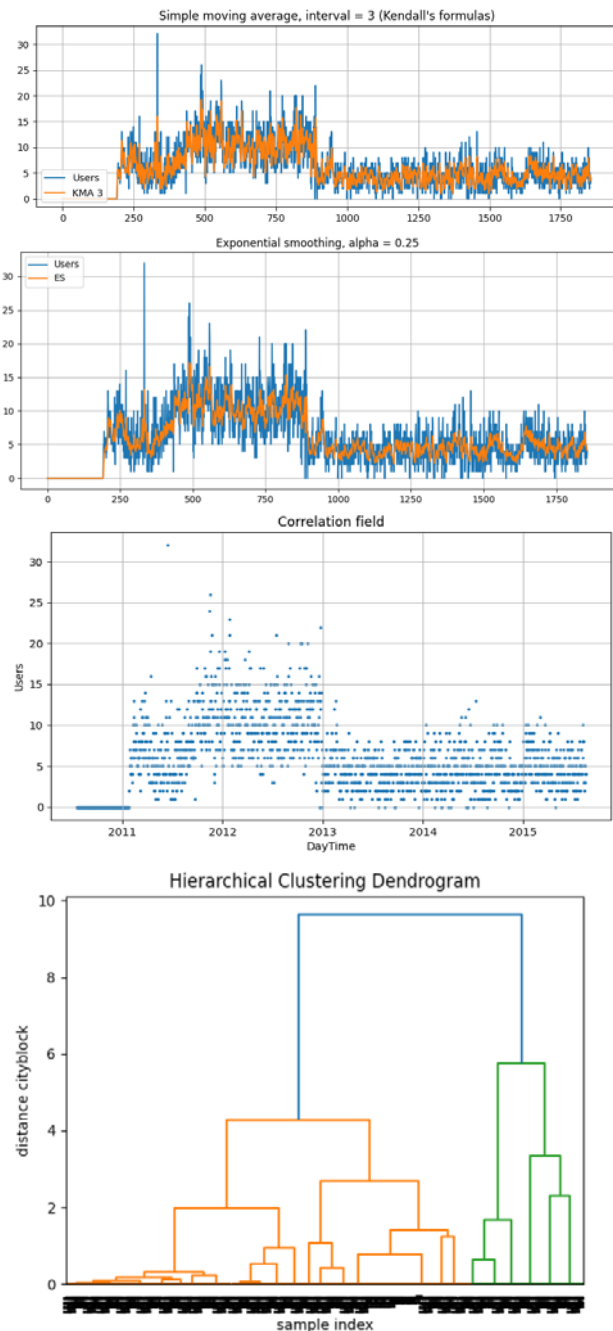 Simple moving average, interval = 3 (Kendall's formulas)
30
25
20
15
10
5
0
Users
KMA 3
0 250 500 750 1000 1250 1500 1750
Exponential smoothing, alpha = 0.25
Users
ES
30
25
20
15
10
5
0
0 250 500 750 1000 1250 1500 1750
Correlation field
30
25
20
15
10
5
0
Users
2011 2012 2013 2014 2015
DayTime
Hierarchical Clustering Dendrogram
10
8
6
4
2
0
distance cityblock
sample index